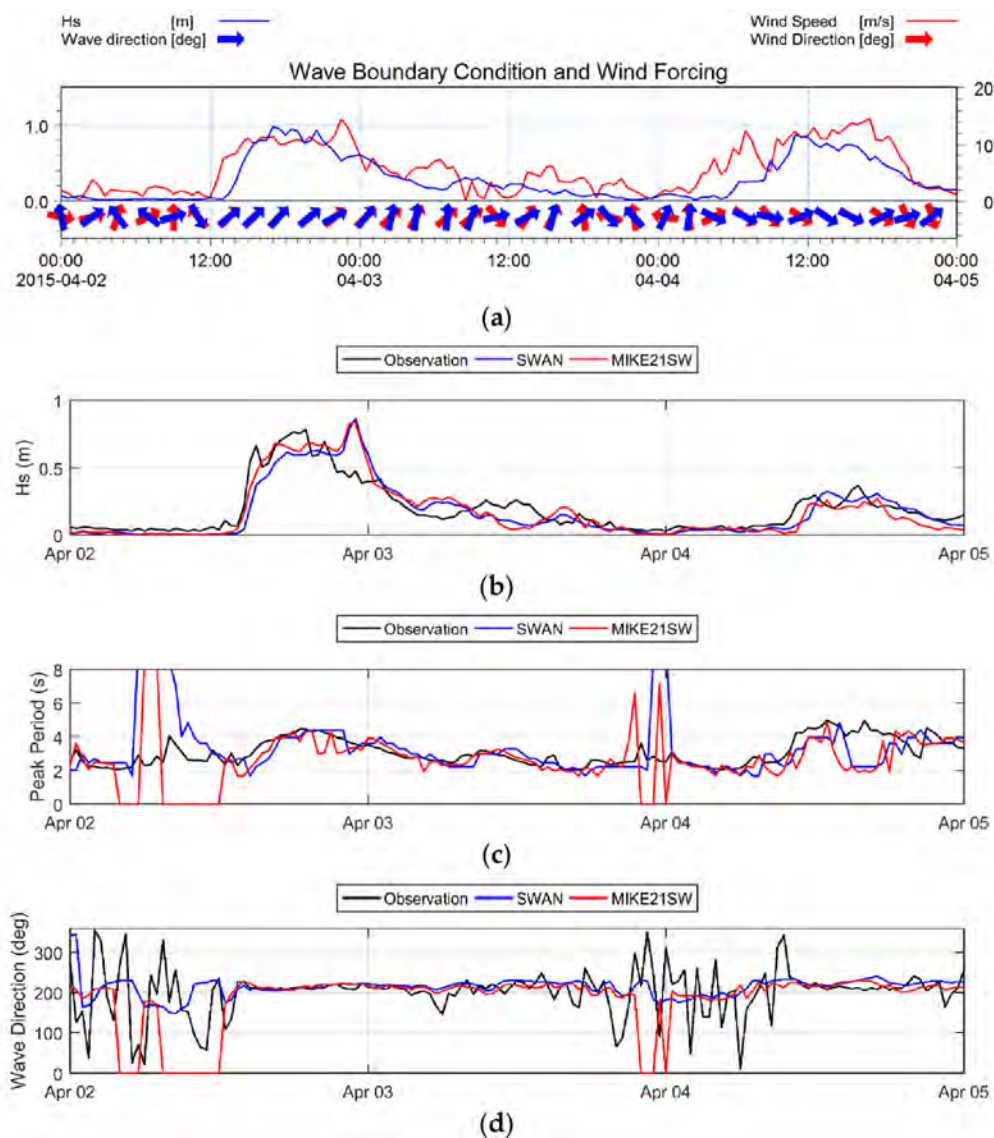 Hs [m] Wind Speed [m/s]
Wave direction [deg] Wind Direction [deg]
Wave Boundary Condition and Wind Forcing
20
1.0
10
0.0 0
00:00 12:00 00:00 12:00 00:00 12:00 00:00
2015-04-02 04-03 04-04 04-05
(a)
Observation SWAN MIKE21SW
1
Hs (m)
0.5
0
Apr 02 Apr 03 Apr 04 Apr 05
(b)
Observation SWAN MIKE21SW
8
Peak Period (s)
6
4
2
0
Apr 02 Apr 03 Apr 04 Apr 05
(c)
Observation SWAN MIKE21SW
Wave Direction (deg)
300
200
100
0
Apr 02 Apr 03 Apr 04 Apr 05
(d)